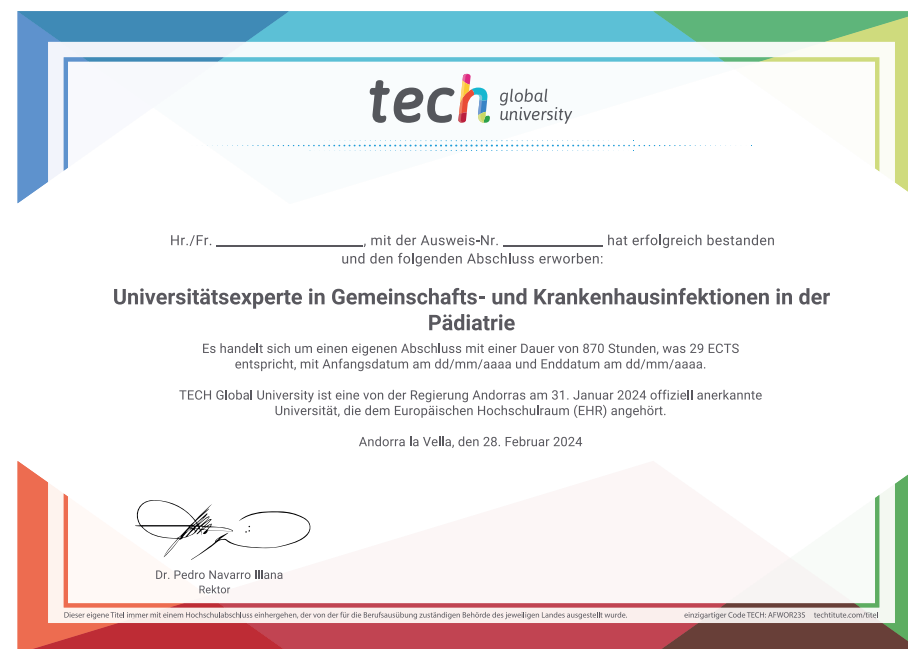 tech global university
Hr./Fr. ____________________, mit der Ausweis-Nr. ______________ hat erfolgreich bestanden
und den folgenden Abschluss erworben:
Universitätsexperte in Gemeinschafts- und Krankenhausinfektionen in der
Pädiatrie
Es handelt sich um einen eigenen Abschluss mit einer Dauer von 870 Stunden, was 29 ECTS
entspricht, mit Anfangsdatum am dd/mm/aaaa und Enddatum am dd/mm/aaaa.
TECH Global University ist eine von der Regierung Andorras am 31. Januar 2024 offiziell anerkannte
Universität, die dem Europäischen Hochschulraum (EHR) angehört.
Andorra la Vella, den 28. Februar 2024
Dr. Pedro Navarro Illana
Rektor
Dieser eigene Titel immer mit einem Hochschulabschluss einhergehen, der von der für die Berufsausübung zuständigen Behörde des jeweiligen Landes ausgestellt wurde. einzigartiger Code TECH: AFWOR23S techtitute.com/titel